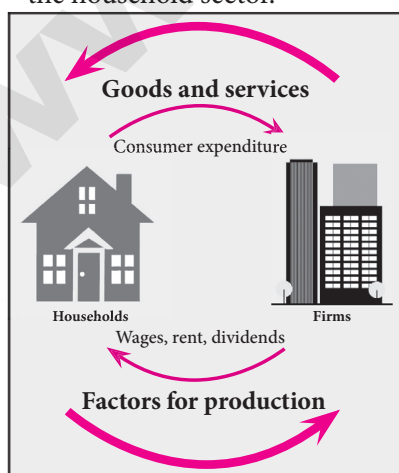 the household sector.
Goods and services
Consumer expenditure
Households
Firms
Wages, rent, dividends
Factors for production